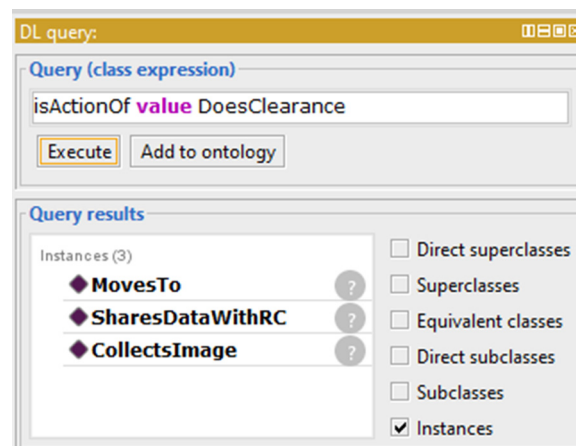 DL query:
Query (class expression)
isActionOf value DoesClearance
Execute Add to ontology
Query results
Instances (3)
MovesTo ?
SharesDataWithRC ?
CollectsImage ?
Direct superclasses
Superclasses
Equivalent classes
Direct subclasses
Subclasses
Instances